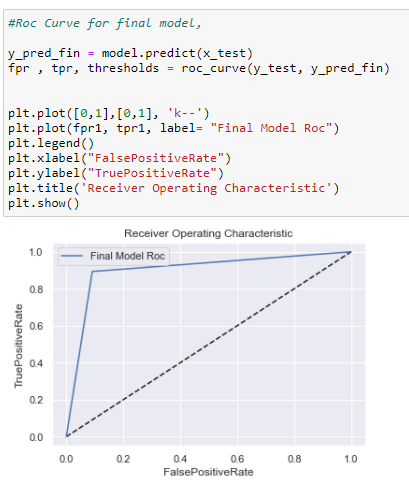 #Roc Curve for final model,
y_pred_fin = model.predict(x_test)
fpr , tpr, thresholds = roc_curve(y_test, y_pred_fin)
plt.plot([0,1],[0,1], 'k--')
plt.plot(fpr1, tpr1, label= "Final Model Roc")
plt.legend()
plt.xlabel("FalsePositiveRate")
plt.ylabel("TruePositiveRate")
plt.title('Receiver Operating Characteristic')
plt.show()
Receiver Operating Characteristic
Final Model Roc
TruePositiveRate
1.0
0.8
0.6
0.4
0.2
0.0
0.0 0.2 0.4 0.6 0.8 1.0
FalsePositiveRate